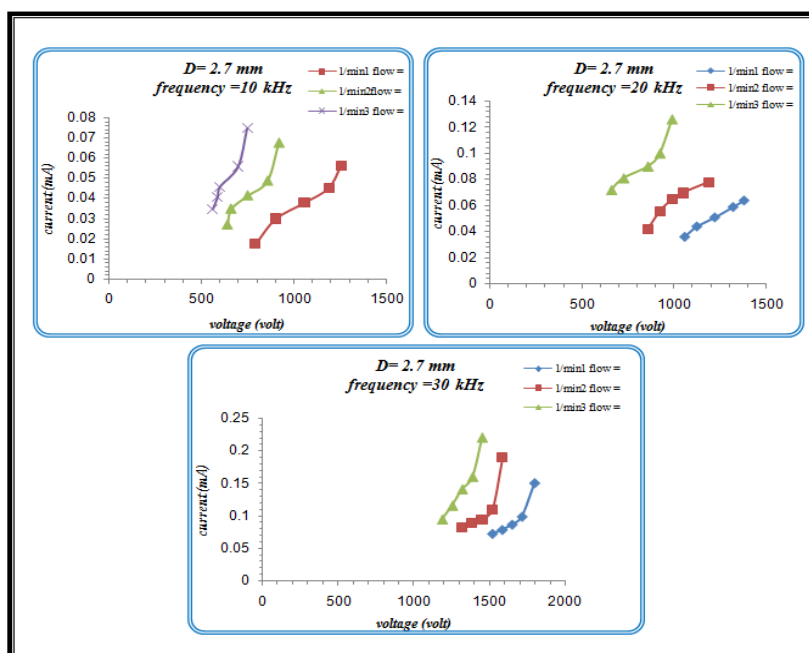 D= 2.7 mm
frequency =10 kHz
l/min1 flow =
l/min2flow =
l/min3 flow =
0.08
0.07
0.06
0.05
0.04
0.03
0.02
0.01
0
current(mA)
0 500 1000 1500
voltage (volt)
D= 2.7 mm
frequency =20 kHz
l/min1 flow =
l/min2 flow =
l/min3 flow =
0.14
0.12
0.1
0.08
0.06
0.04
0.02
0
current(mA)
0 500 1000 1500
voltage (volt)
D= 2.7 mm
frequency =30 kHz
l/min1 flow =
l/min2 flow =
l/min3 flow =
0.25
0.2
0.15
0.1
0.05
0
current(mA)
0 500 1000 1500 2000
voltage (volt)